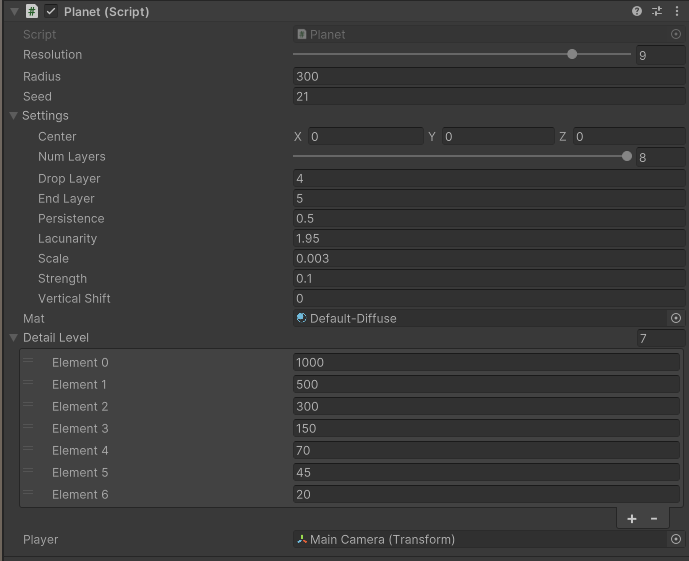 Planet (Script)
Script Planet
Resolution 9
Radius 300
Seed 21
Settings
Center X 0 Y 0 Z 0
Num Layers 8
Drop Layer 4
End Layer 5
Persistence 0.5
Lacunarity 1.95
Scale 0.003
Strength 0.1
Vertical Shift 0
Mat Default-Diffuse
Detail Level 7
Element 0 1000
Element 1 500
Element 2 300
Element 3 150
Element 4 70
Element 5 45
Element 6 20
+ -
Player Main Camera (Transform)